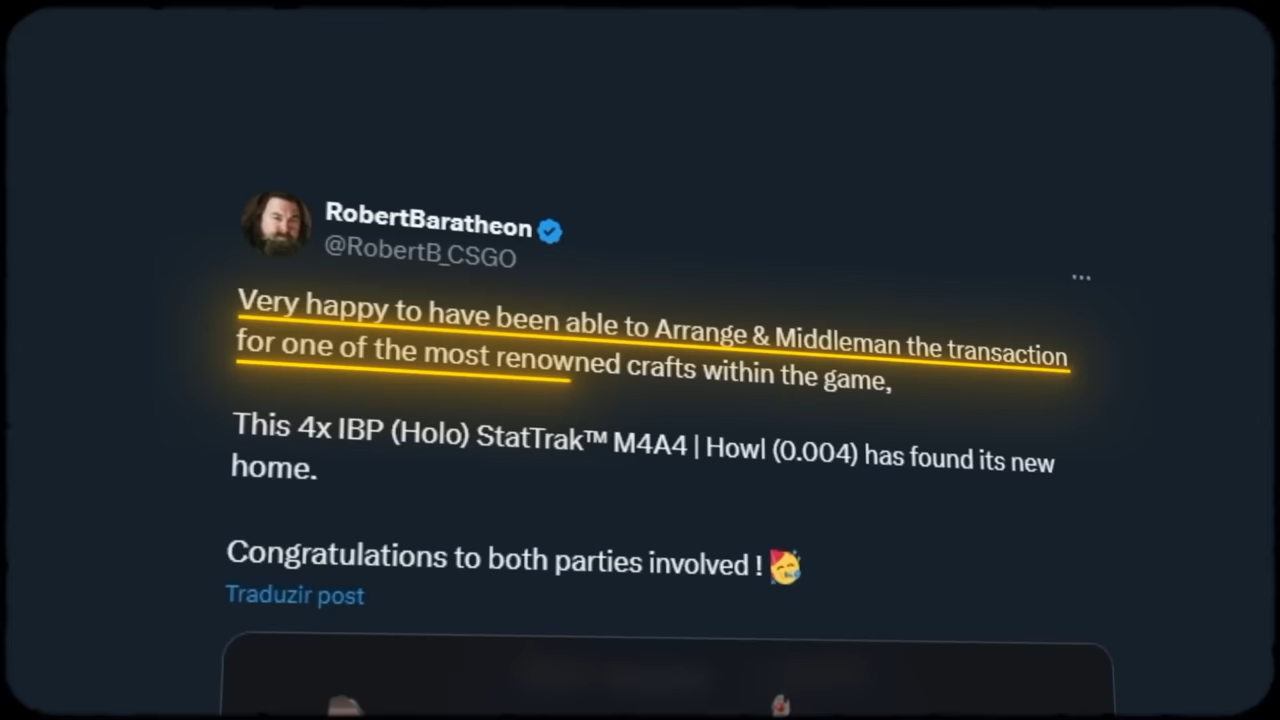 RobertBaratheon
@RobertB_CSGO
...
Very happy to have been able to Arrange & Middleman the transaction
for one of the most renowned crafts within the game,
This 4x IBP (Holo) StatTrak™ M4A4 | Howl (0.004) has found its new
home.
Congratulations to both parties involved ! 🥳
Traduzir post